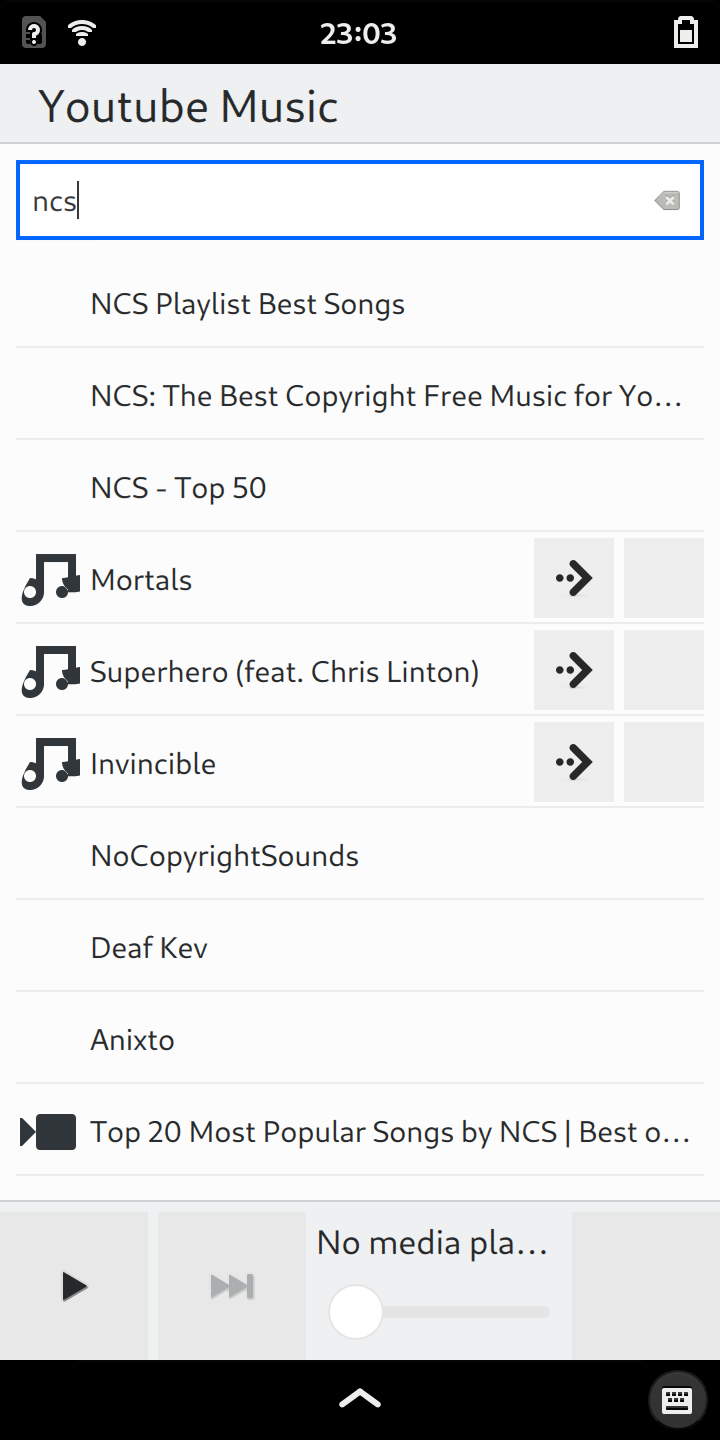 23:03
Youtube Music
ncs
NCS Playlist Best Songs
NCS: The Best Copyright Free Music for Yo...
NCS - Top 50
Mortals
Superhero (feat. Chris Linton)
Invincible
NoCopyrightSounds
Deaf Kev
Anixto
Top 20 Most Popular Songs by NCS | Best o...
No media pla...